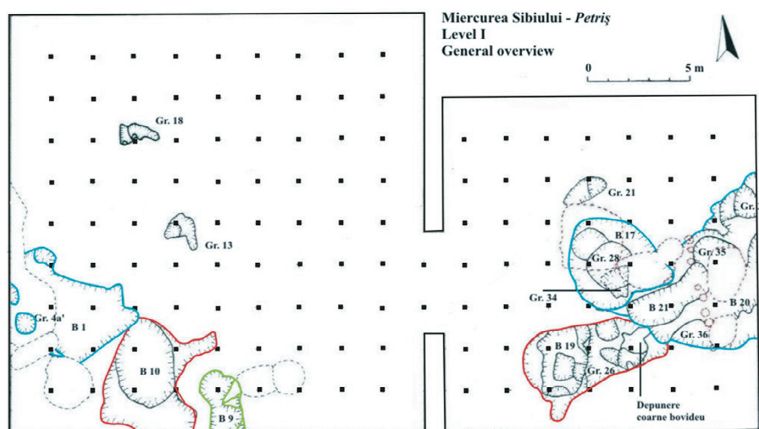 Miercurea Sibiului - Petriş
Level I
General overview
0 5 m
Gr. 18
Gr. 13
Gr. 21
B 17
Gr.
Gr. 28
Gr. 35
Gr. 34
B 21
B 20
Gr. 4a'
B 1
Gr. 36
B 19
B 10
Gr. 26
B 9
Depunere
coarne bovideu